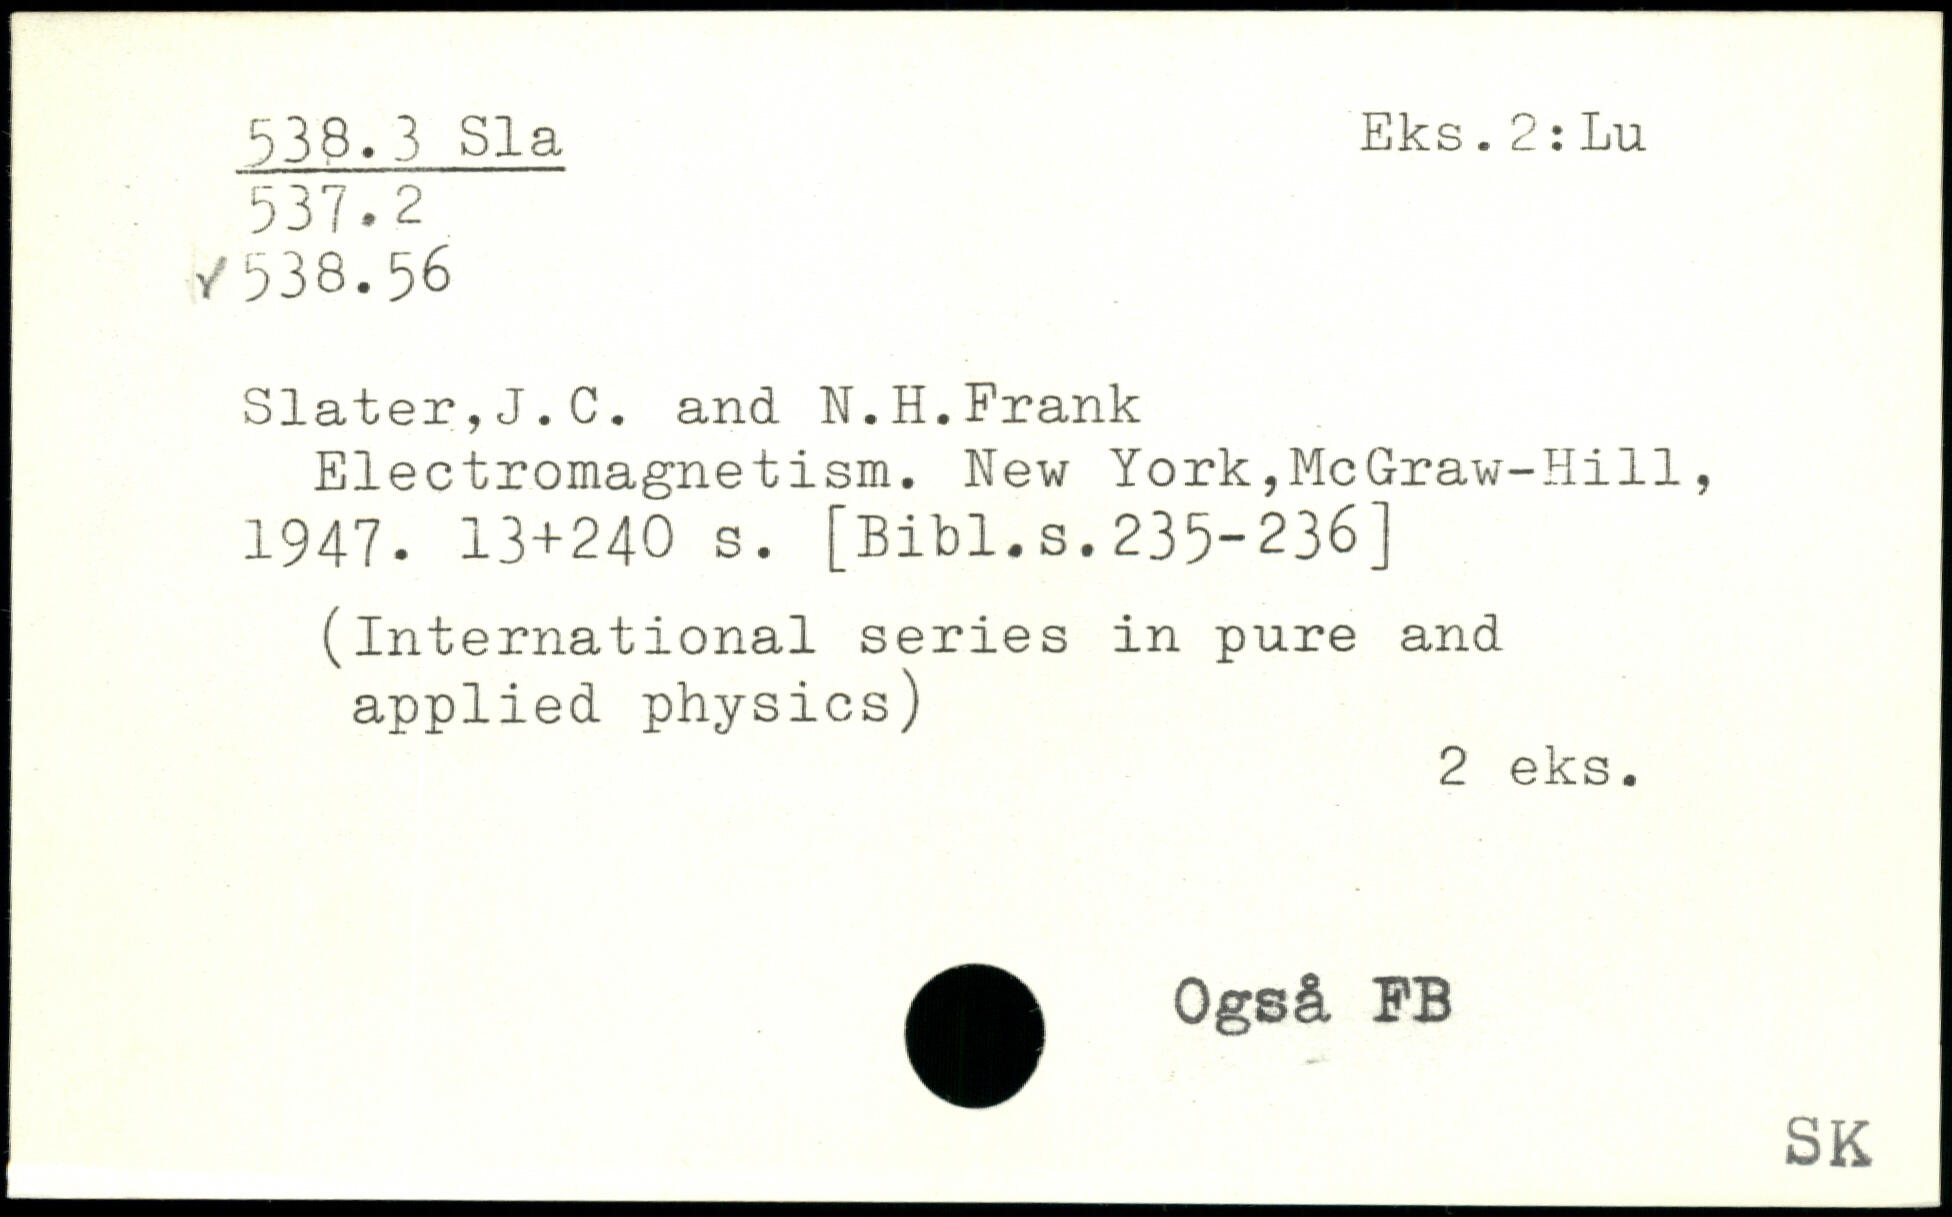 538.3 Sla Eks.2:Lu
537.2
✓538.56
Slater,J.C. and N.H.Frank
Electromagnetism. New York,McGraw-Hill,
1947. 13+240 s. [Bibl.s.235-236]
(International series in pure and
applied physics)
2 eks.
Også FB
SK